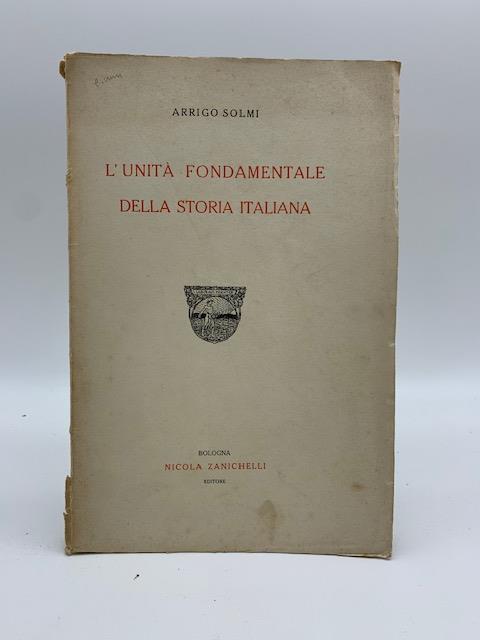 ARRIGO SOLMI
L'UNITÀ FONDAMENTALE
DELLA STORIA ITALIANA
BOLOGNA
NICOLA ZANICHELLI
EDITORE